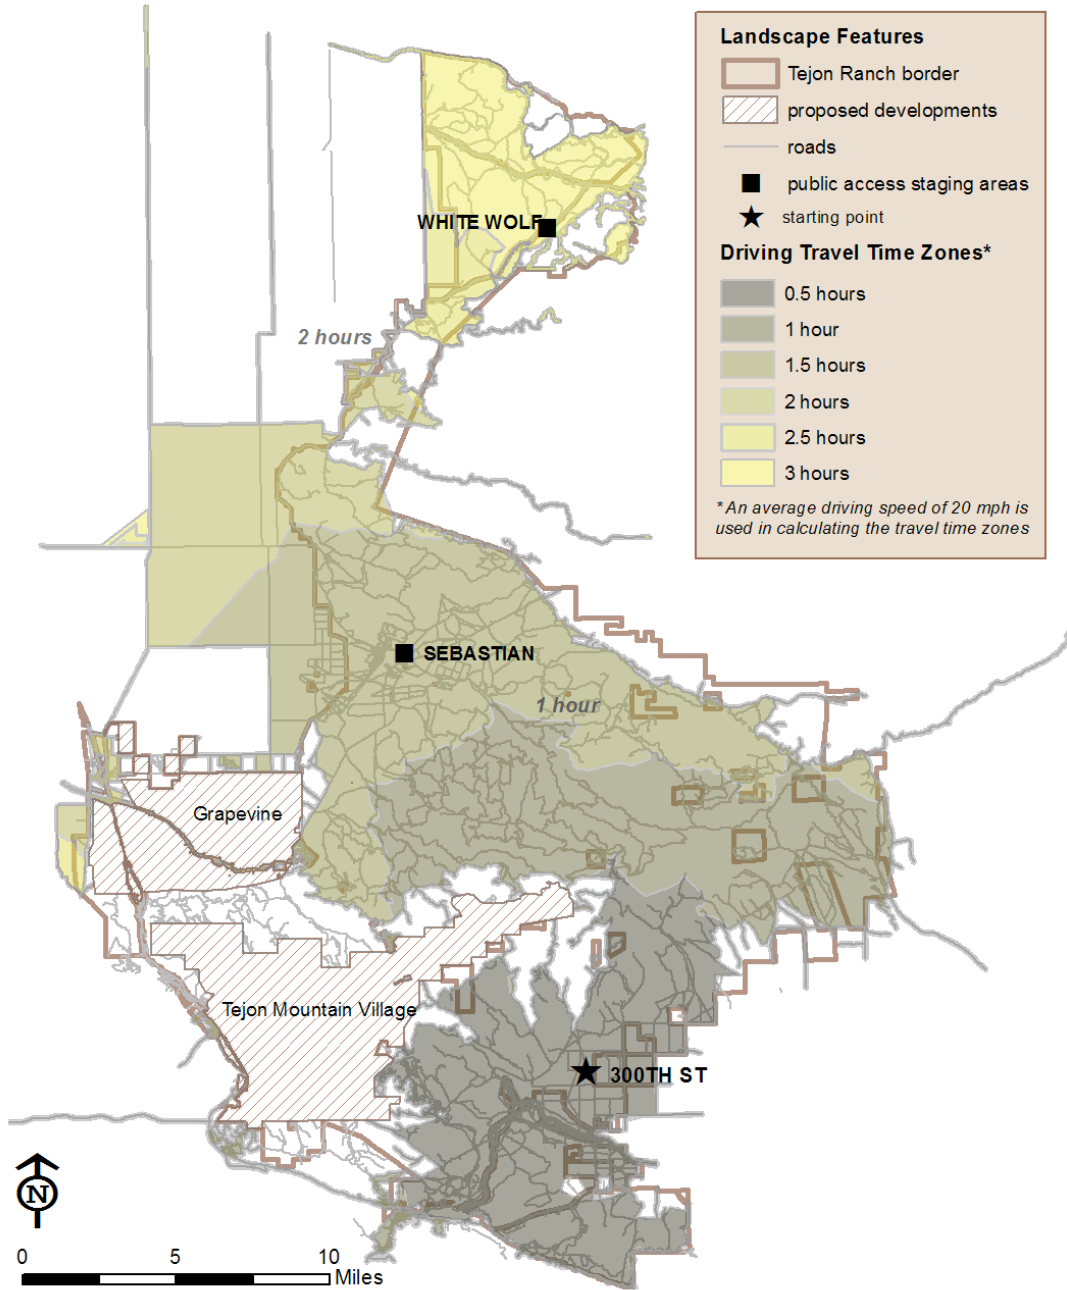 Landscape Features
Tejon Ranch border
proposed developments
roads
public access staging areas
starting point
Driving Travel Time Zones*
0.5 hours
1 hour
1.5 hours
2 hours
2.5 hours
3 hours
*An average driving speed of 20 mph is
used in calculating the travel time zones
WHITE WOLF
2 hours
SEBASTIAN
1 hour
Grapevine
Tejon Mountain Village
300TH ST
N
0 5 10
Miles